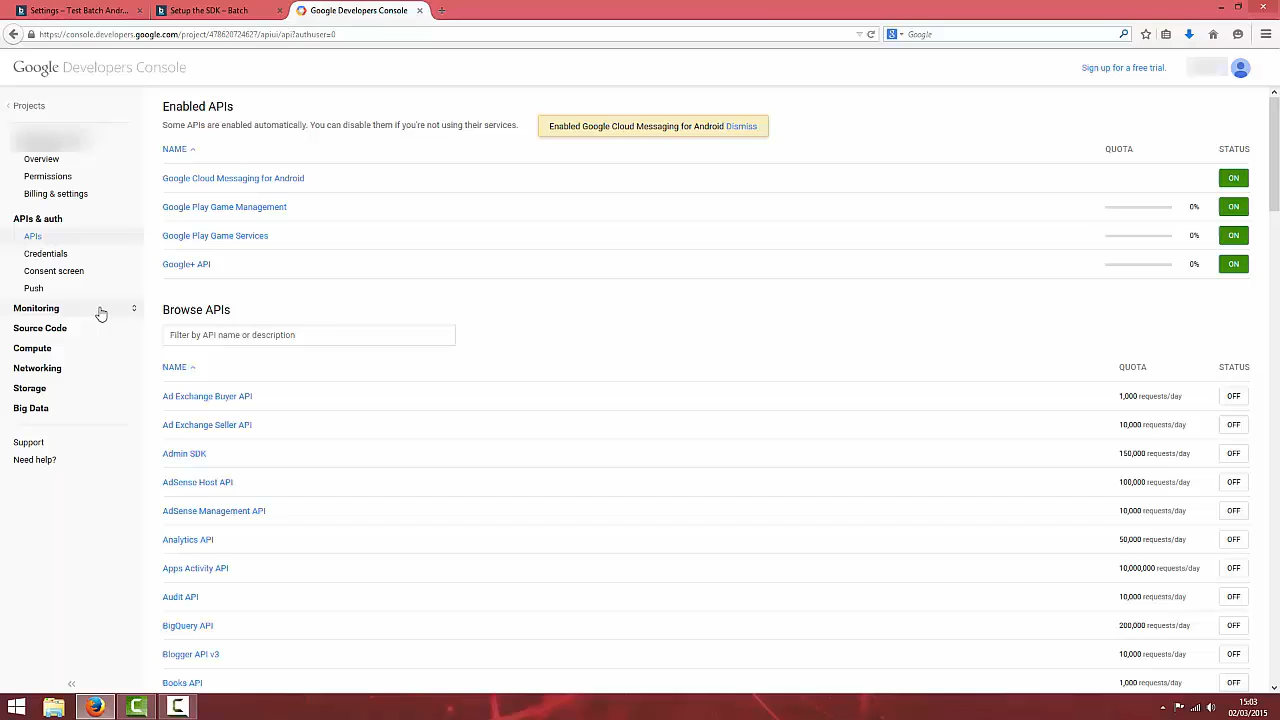 Settings – Test Batch Andr...
Setup the SDK – Batch
Google Developers Console
https://console.developers.google.com/project/478620724627/apiui/api?authuser=0
Google
Google Developers Console
Sign up for a free trial.
Projects
Overview
Permissions
Billing & settings
APIs & auth
APIs
Credentials
Consent screen
Push
Monitoring
Source Code
Compute
Networking
Storage
Big Data
Support
Need help?
Enabled APIs
Some APIs are enabled automatically. You can disable them if you're not using their services.
Enabled Google Cloud Messaging for Android Dismiss
NAME QUOTA STATUS
Google Cloud Messaging for Android ON
Google Play Game Management 0% ON
Google Play Game Services 0% ON
Google+ API 0% ON
Browse APIs
Filter by API name or description
NAME QUOTA STATUS
Ad Exchange Buyer API 1,000 requests/day OFF
Ad Exchange Seller API 10,000 requests/day OFF
Admin SDK 150,000 requests/day OFF
AdSense Host API 100,000 requests/day OFF
AdSense Management API 10,000 requests/day OFF
Analytics API 50,000 requests/day OFF
Apps Activity API 10,000,000 requests/day OFF
Audit API 10,000 requests/day OFF
BigQuery API 200,000 requests/day OFF
Blogger API v3 10,000 requests/day OFF
Books API 1,000 requests/day OFF
15:03
02/03/2015